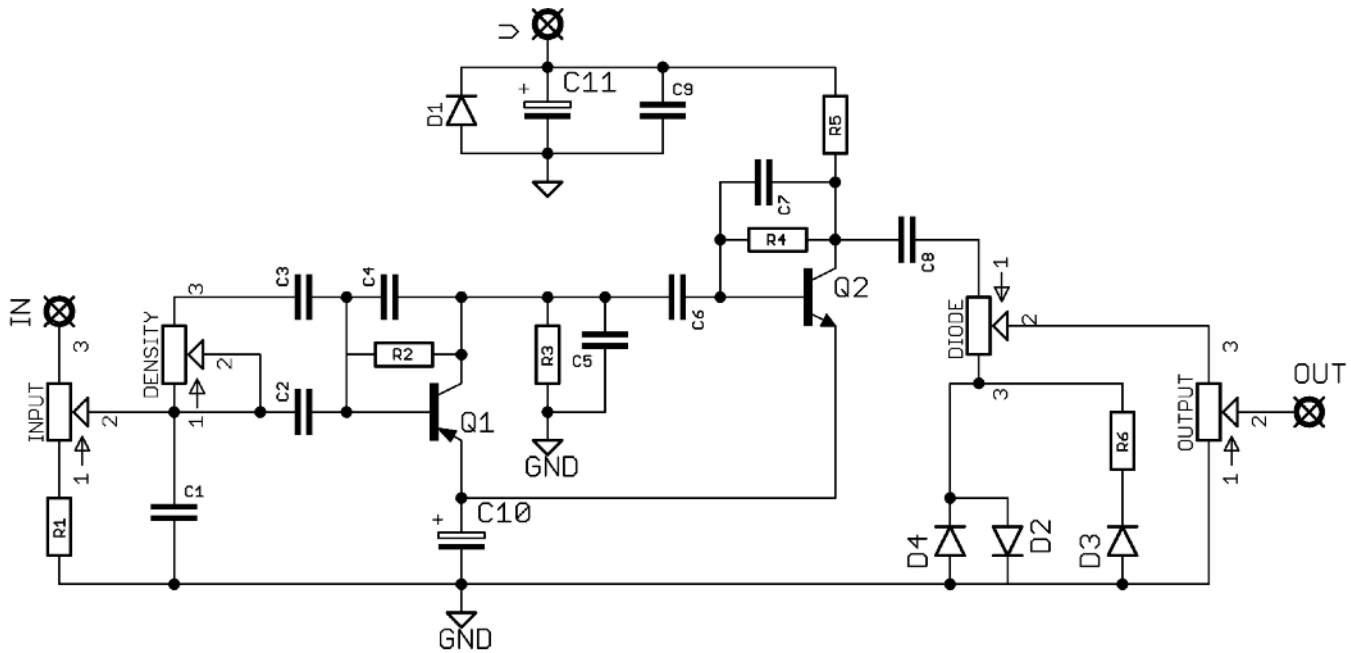 U
C11
C9
D1
R5
C7
R4
C8
1
C3
C4
Q2
IN
3
3
DENSITY
R2
R3
C5
C6
DIODE
2
3
INPUT
2
2
1
C2
Q1
GND
3
R6
OUTPUT
2
OUT
1
1
R1
C1
C10
D4
D2
D3
GND